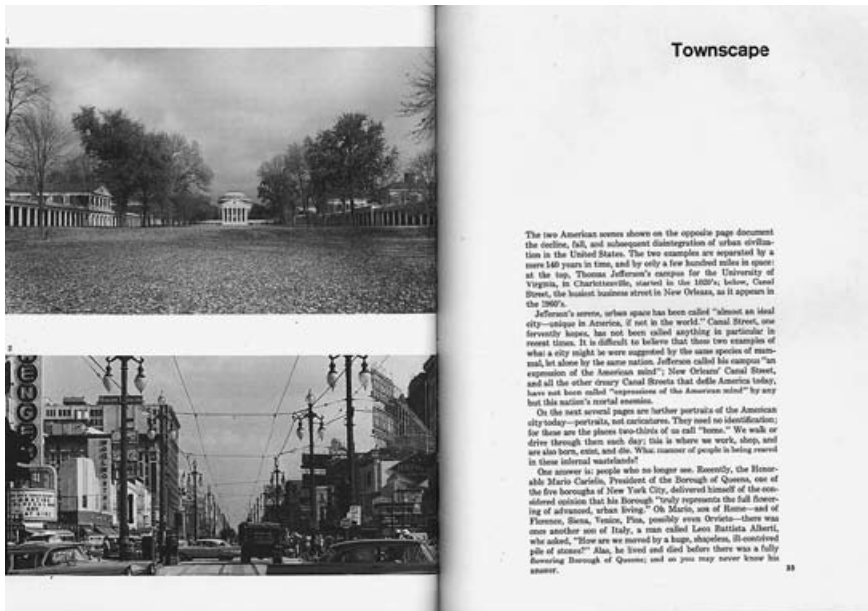 1
2
Townscape
The two American scenes shown on the opposite page document
the decline, fall, and subsequent disintegration of urban civiliza-
tion in the United States. The two examples are separated by a
mere 140 years in time, and by only a few hundred miles in space:
at the top, Thomas Jefferson's campus for the University of
Virginia, in Charlottesville, started in the 1820's; below, Canal
Street, the busiest business street in New Orleans, as it appears in
the 1960's.
Jefferson's serene, urban space has been called "almost an ideal
city—unique in America, if not in the world." Canal Street, one
fervently hopes, has not been called anything in particular in
recent times. It is difficult to believe that these two examples of
what a city might be were suggested by the same species of mam-
mal, let alone by the same nation. Jefferson called his campus "an
expression of the American mind"; New Orleans' Canal Street,
and all the other dreary Canal Streets that defile America today,
have not been called "expressions of the American mind" by any
but this nation's mortal enemies.
On the next several pages are further portraits of the American
city today—portraits, not caricatures. They need no identification;
for these are the places two-thirds of us call "home." We walk or
drive through them each day; this is where we work, shop, and
are also born, exist, and die. What manner of people is being reared
in these infernal wastelands?
One answer is: people who no longer see. Recently, the Honor-
able Mario Cariello, President of the Borough of Queens, one of
the five boroughs of New York City, delivered himself of the con-
sidered opinion that his Borough "truly represents the full flower-
ing of advanced, urban living." Oh Mario, son of Rome—and of
Florence, Siena, Venice, Pisa, possibly even Orvieto—there was
once another son of Italy, a man called Leon Battista Alberti,
who asked, "How are we moved by a huge, shapeless, ill-contrived
pile of stones?" Alas, he lived and died before there was a fully
flowering Borough of Queens; and so you may never know his
answer.